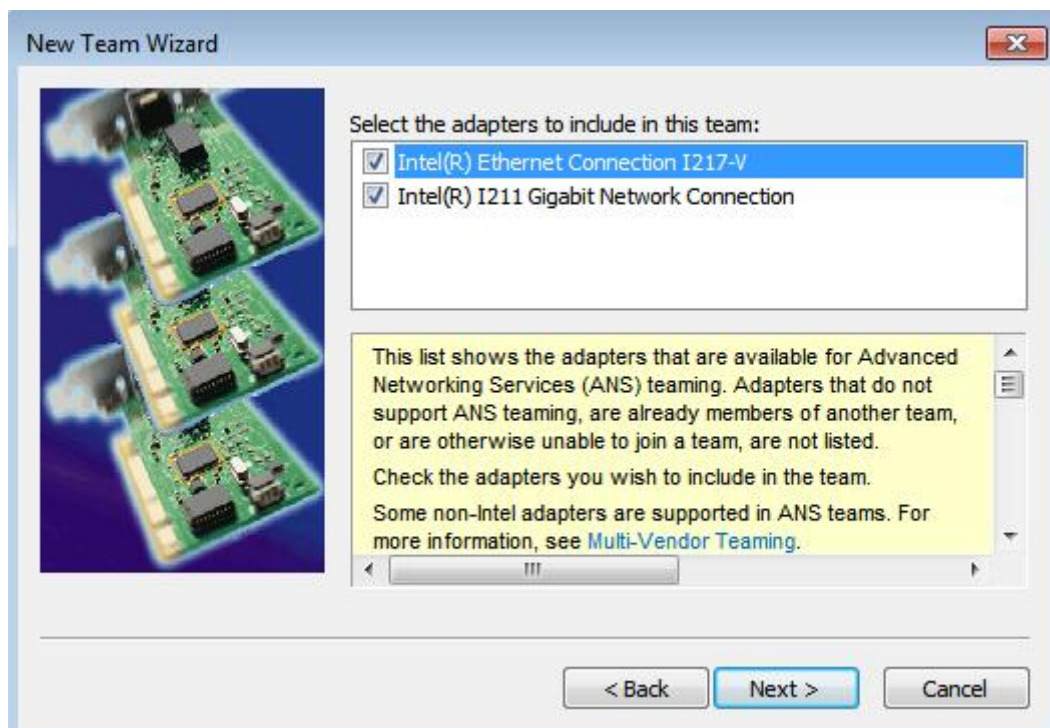 New Team Wizard
Select the adapters to include in this team:
Intel(R) Ethernet Connection I217-V
Intel(R) I211 Gigabit Network Connection
This list shows the adapters that are available for Advanced
Networking Services (ANS) teaming. Adapters that do not
support ANS teaming, are already members of another team,
or are otherwise unable to join a team, are not listed.
Check the adapters you wish to include in the team.
Some non-Intel adapters are supported in ANS teams. For
more information, see Multi-Vendor Teaming.
< Back
Next >
Cancel